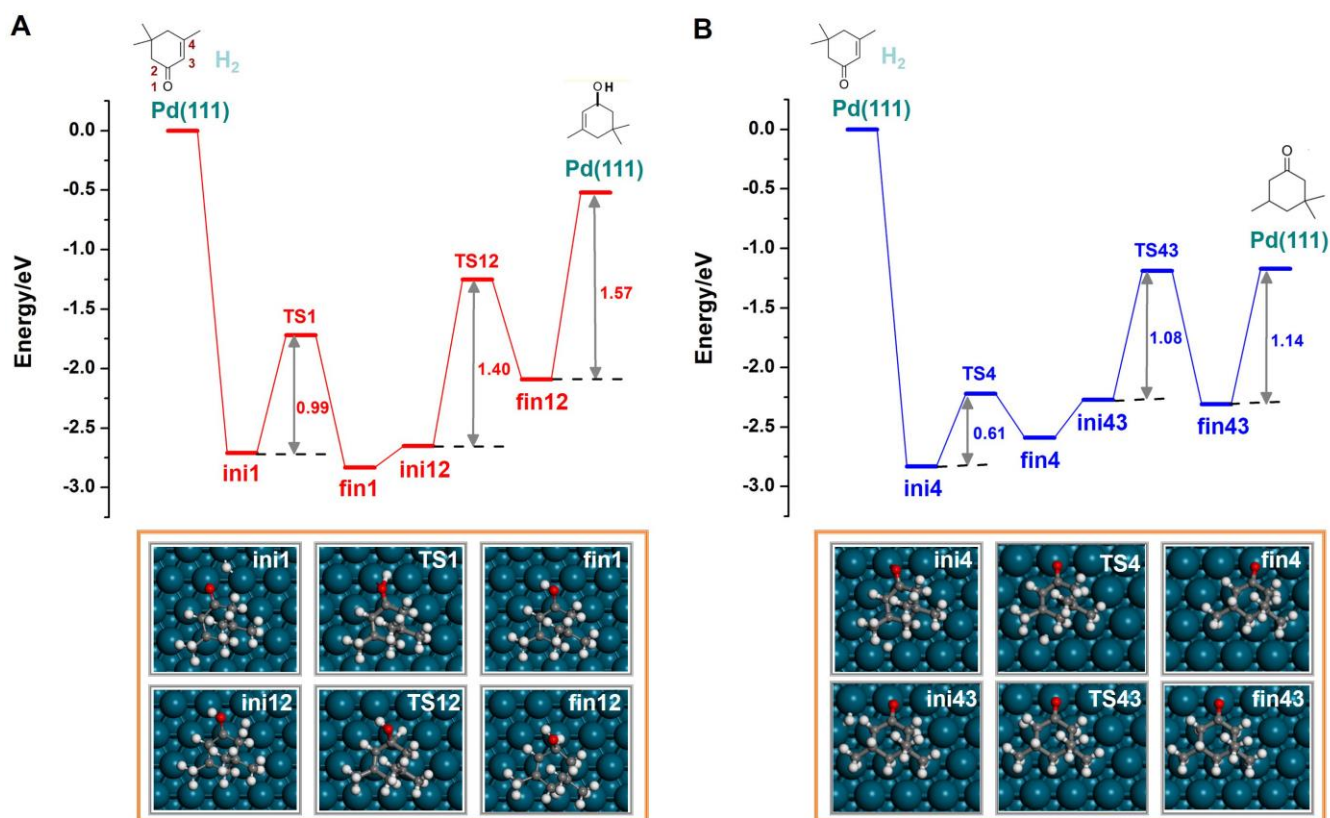 A
4
3
2
1
O
H2
Pd(111)
OH
Pd(111)
Energy/eV
0.0
-0.5
-1.0
-1.5
-2.0
-2.5
-3.0
ini1
TS1
0.99
fin1
ini12
TS12
1.40
fin12
1.57
ini1
TS1
fin1
ini12
TS12
fin12
B
O
H2
Pd(111)
O
Pd(111)
Energy/eV
0.0
-0.5
-1.0
-1.5
-2.0
-2.5
-3.0
ini4
TS4
0.61
fin4
ini43
TS43
1.08
fin43
1.14
ini4
TS4
fin4
ini43
TS43
fin43